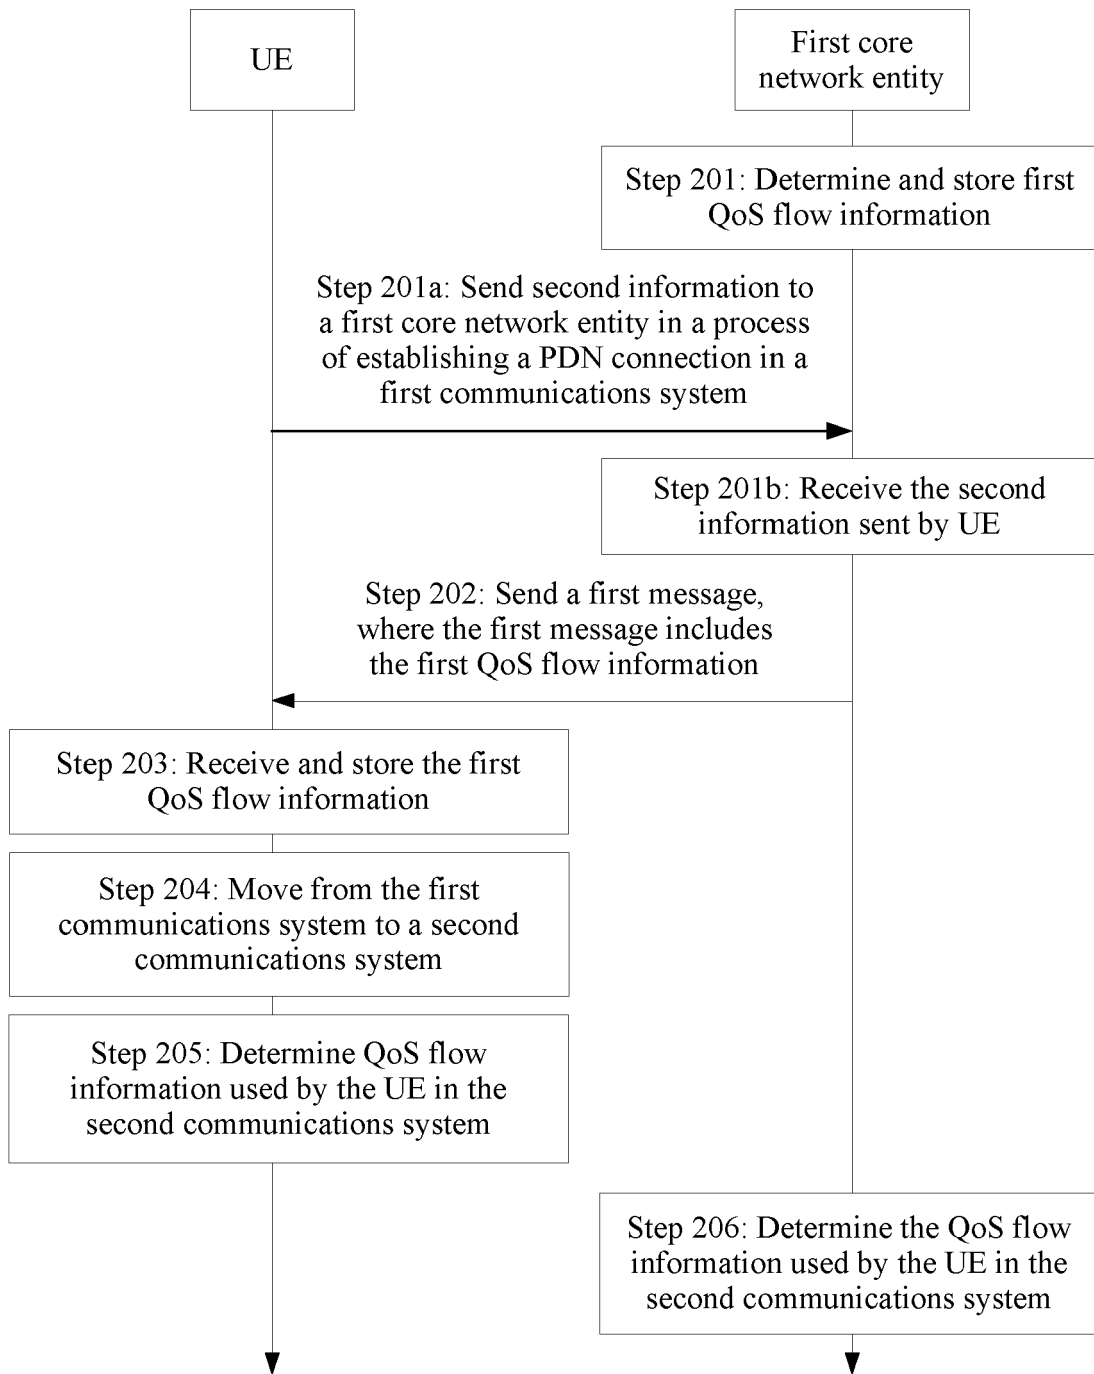 UE
First core
network entity
Step 201: Determine and store first
QoS flow information
Step 201a: Send second information to
a first core network entity in a process
of establishing a PDN connection in a
first communications system
Step 201b: Receive the second
information sent by UE
Step 202: Send a first message,
where the first message includes
the first QoS flow information
Step 203: Receive and store the first
QoS flow information
Step 204: Move from the first
communications system to a second
communications system
Step 205: Determine QoS flow
information used by the UE in the
second communications system
Step 206: Determine the QoS flow
information used by the UE in the
second communications system